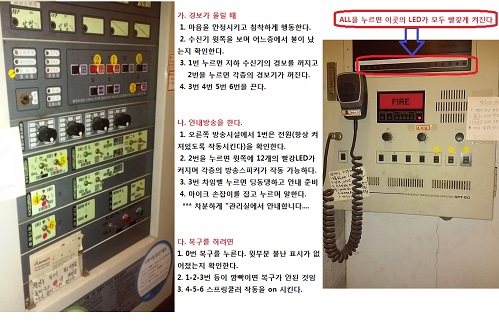 ALL을 누르면 이곳의 LED가 모두 빨갛게 켜진다
가. 경보가 울릴 때
1. 마음을 안정시키고 침착하게 행동한다.
2. 수신기 윗쪽을 보며 어느층에서 불이 났
는지 확인한다.
3. 1번 누르면 지하 수신기의 경보를 꺼지고
2번을 누르면 각층의 경보기가 꺼진다.
4. 3번 4번 5번 6번을 끈다.
나. 안내방송을 한다.
1. 오른쪽 방송시설에서 1번은 전원(항상 켜
져있도록 작동시킨다)을 확인한다.
2. 2번을 누르면 윗쪽에 12개의 빨강LED가
켜지며 각층의 방송스피커가 작동 가능하다.
3. 3번 차임벨 누르면 딩동댕하고 안내 준비
4. 마이크 손잡이를 잡고 누르며 말한다.
*** 차분하게 "관리실에서 안내합니다....
다. 복구를 하려면
1. 0번 복구를 누른다. 윗부분 불난 표시가 없
어졌는지 확인한다.
2. 1-2-3번 등이 깜빡이면 복구가 안된 것임
3. 4-5-6 스프링쿨러 작동을 on 시킨다.
FIRE